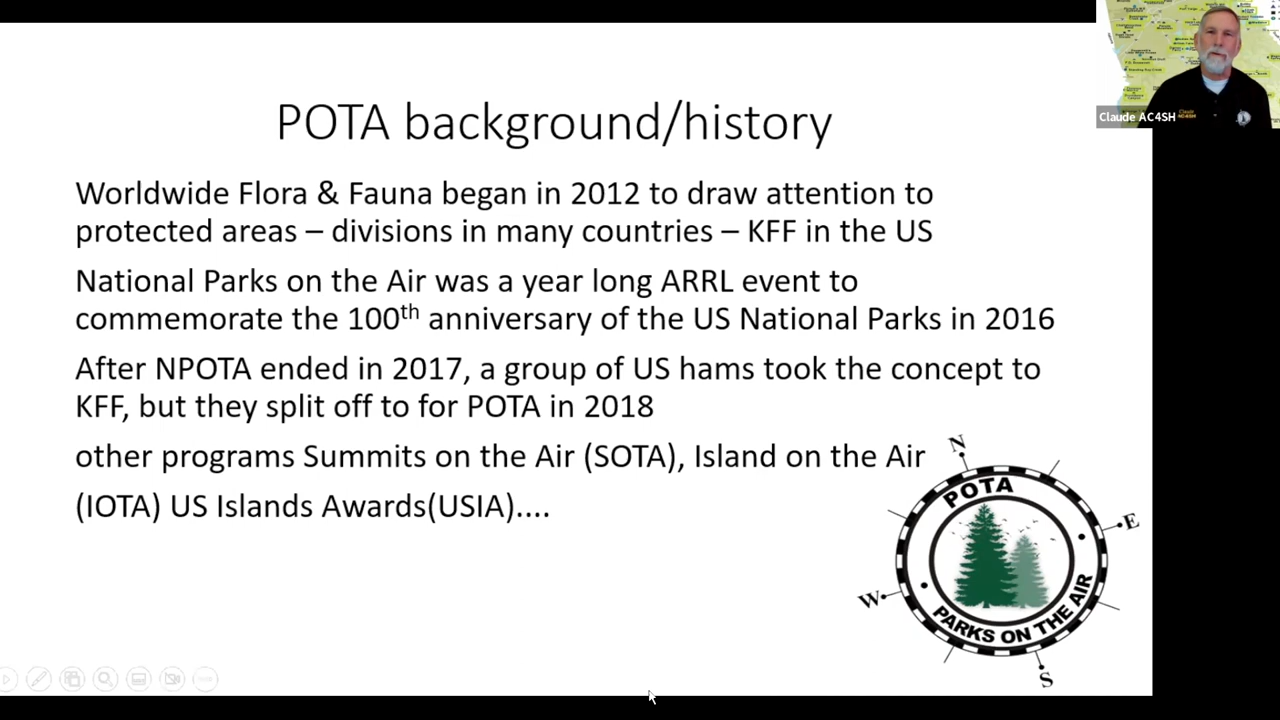 POTA background/history
Worldwide Flora & Fauna began in 2012 to draw attention to
protected areas – divisions in many countries – KFF in the US
National Parks on the Air was a year long ARRL event to
commemorate the 100th anniversary of the US National Parks in 2016
After NPOTA ended in 2017, a group of US hams took the concept to
KFF, but they split off to for POTA in 2018
other programs Summits on the Air (SOTA), Island on the Air
(IOTA) US Islands Awards(USIA)....
N
POTA
E
W
PARKS ON THE AIR
S
Claude AC4SH
Claude
AC4SH